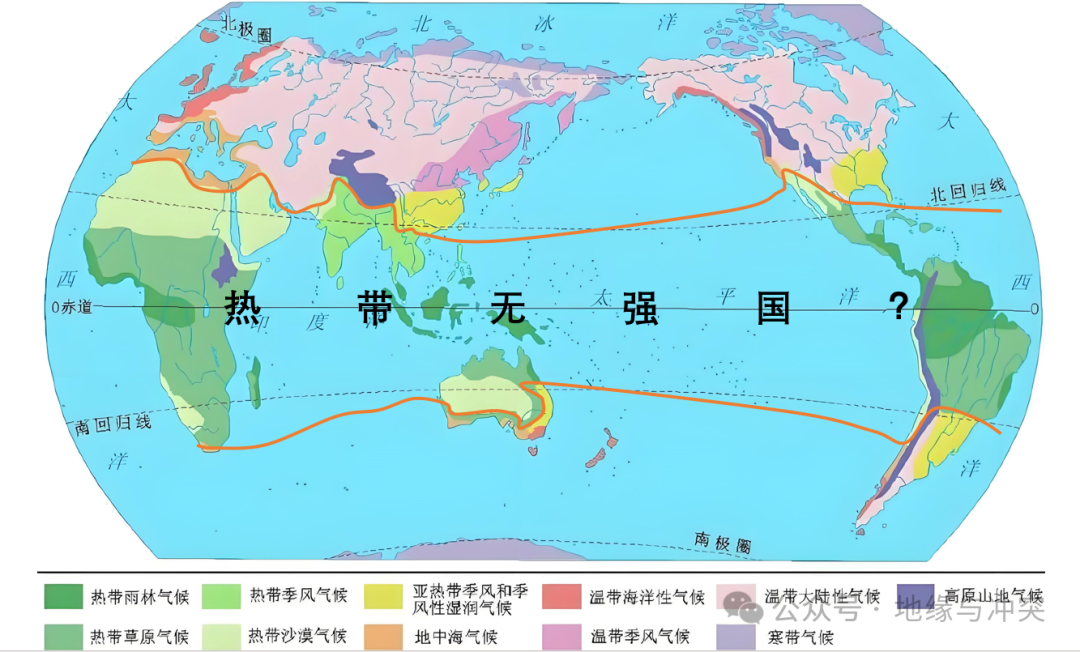 北冰洋
北极圈
大
大
北回归线
西
西
0赤道
0
太平洋
印度洋
热带无强国？
南回归线
洋
洋
南极圈
热带雨林气候
热带季风气候
亚热带季风和季
风性湿润气候
温带海洋性气候
温带大陆性气候
高原山地气候
热带草原气候
热带沙漠气候
地中海气候
温带季风气候
寒带气候
公众号·地缘与冲突